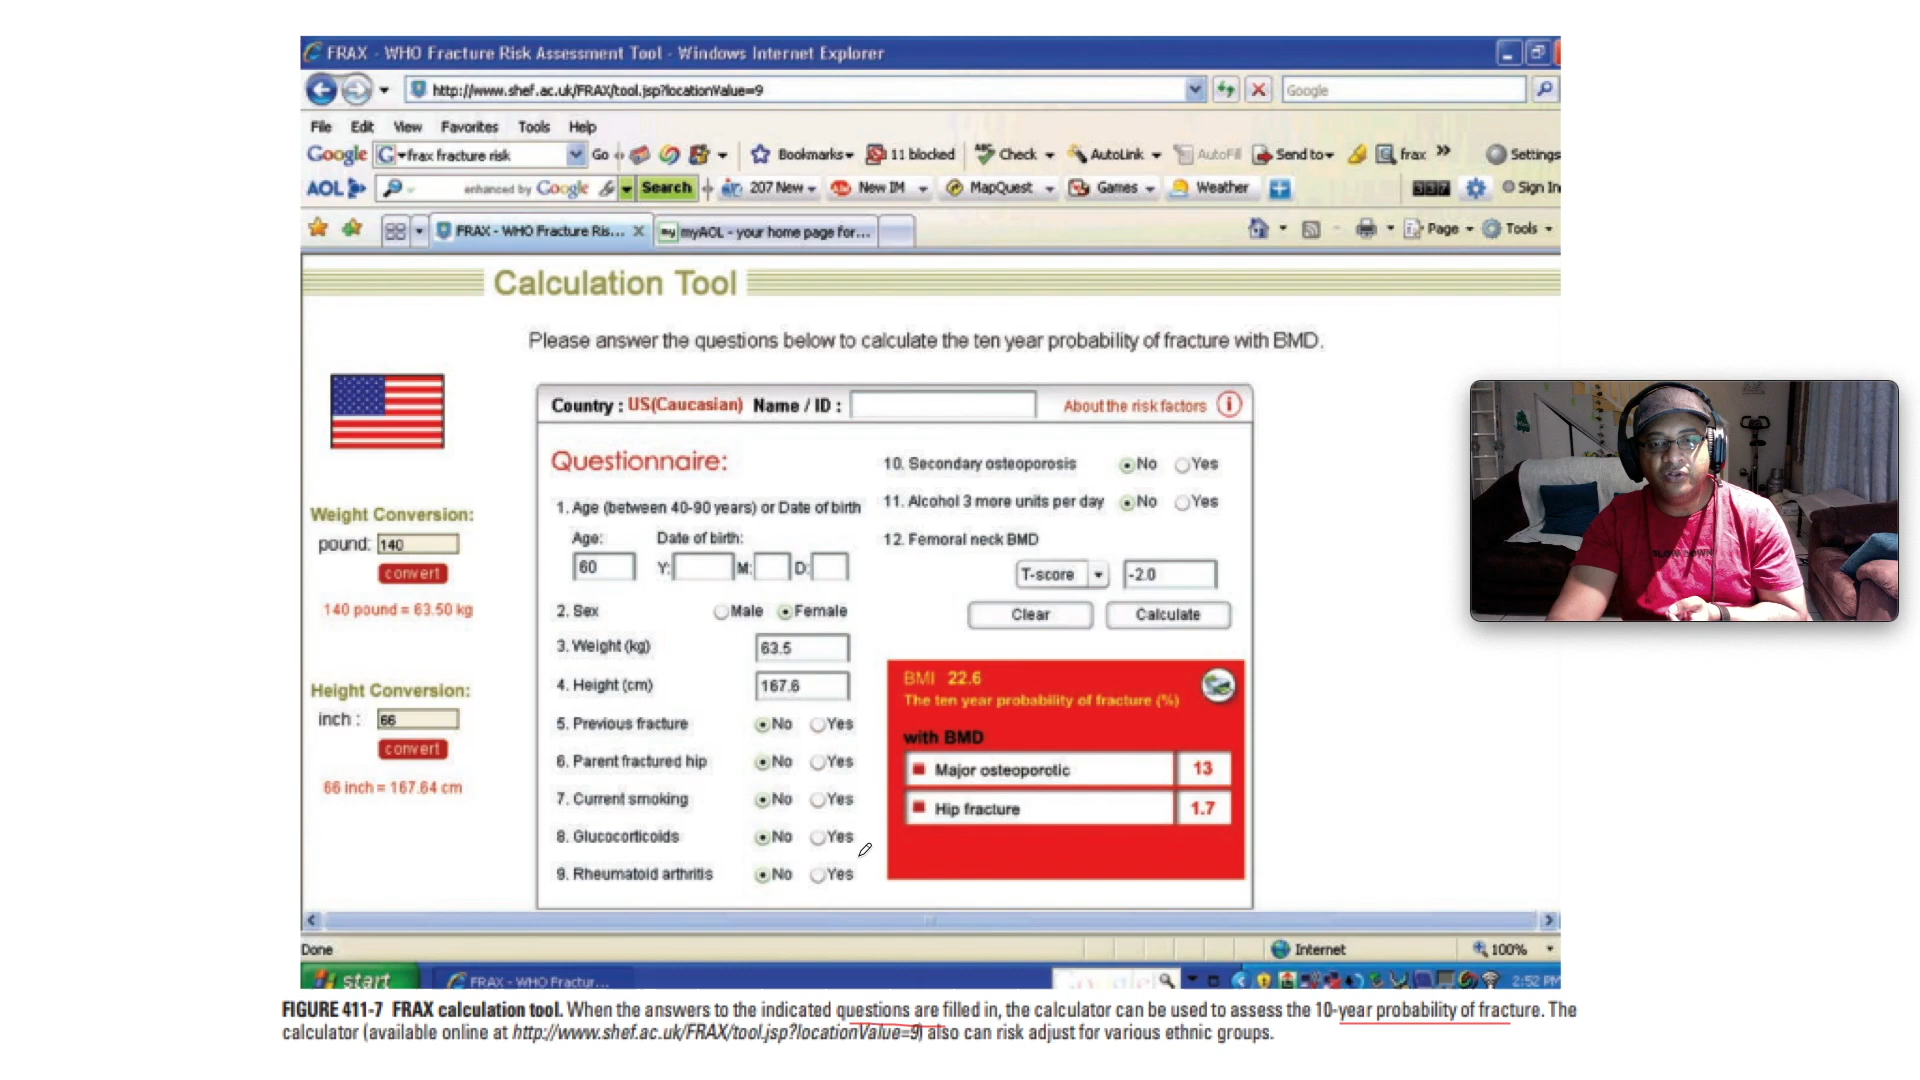 FRAX - WHO Fracture Risk Assessment Tool - Windows Internet Explorer
http://www.shef.ac.uk/FRAX/tool.jsp?locationValue=9
Google
File Edit View Favorites Tools Help
Google G frax fracture risk Go Bookmarks 11 blocked ABC Check AutoLink AutoFill Send to frax Settings
AOL enhanced by Google Search 207 New New IM MapQuest Games Weather 337 Sign In
FRAX - WHO Fracture Ris... X my myAOL - your home page for... Page Tools
Calculation Tool
Please answer the questions below to calculate the ten year probability of fracture with BMD.
Country : US(Caucasian) Name / ID : About the risk factors i
Weight Conversion:
pound: 140
convert
140 pound = 63.50 kg
Height Conversion:
inch : 66
convert
66 inch = 167.64 cm
Questionnaire:
1. Age (between 40-90 years) or Date of birth
Age: Date of birth:
60 Y: M: D:
2. Sex Male Female
3. Weight (kg) 63.5
4. Height (cm) 167.6
5. Previous fracture No Yes
6. Parent fractured hip No Yes
7. Current smoking No Yes
8. Glucocorticoids No Yes
9. Rheumatoid arthritis No Yes
10. Secondary osteoporosis No Yes
11. Alcohol 3 more units per day No Yes
12. Femoral neck BMD
T-score -2.0
Clear Calculate
BMI 22.6
The ten year probability of fracture (%)
with BMD
Major osteoporotic 13
Hip fracture 1.7
Done Internet 100%
start FRAX - WHO Fractur... 2:52 PM
FIGURE 411-7 FRAX calculation tool. When the answers to the indicated questions are filled in, the calculator can be used to assess the 10-year probability of fracture. The
calculator (available online at http://www.shef.ac.uk/FRAX/tool.jsp?locationValue=9) also can risk adjust for various ethnic groups.